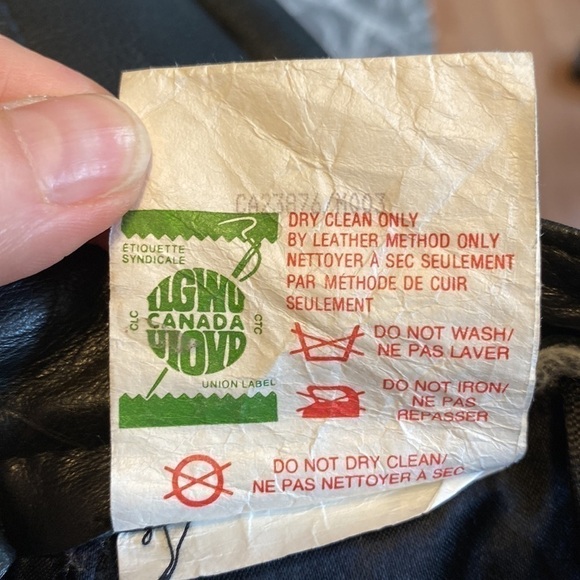 CA23876/MA03
DRY CLEAN ONLY
BY LEATHER METHOD ONLY
NETTOYER À SEC SEULEMENT
PAR MÉTHODE DE CUIR
SEULEMENT
ÉTIQUETTE
SYNDICALE
ILGWU
CLC CANADA CTC
UIOVD
UNION LABEL
DO NOT WASH/
NE PAS LAVER
DO NOT IRON/
NE PAS
REPASSER
DO NOT DRY CLEAN/
NE PAS NETTOYER A SEC